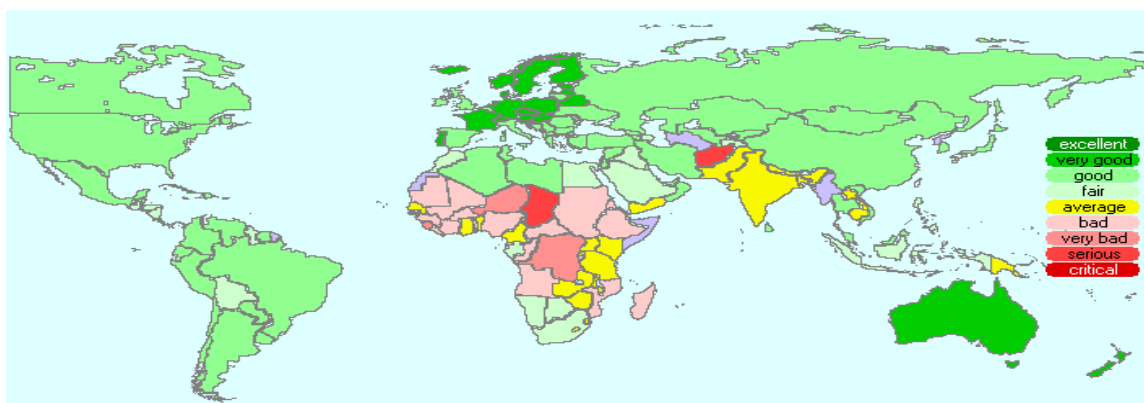 excellent
very good
good
fair
average
bad
very bad
serious
critical